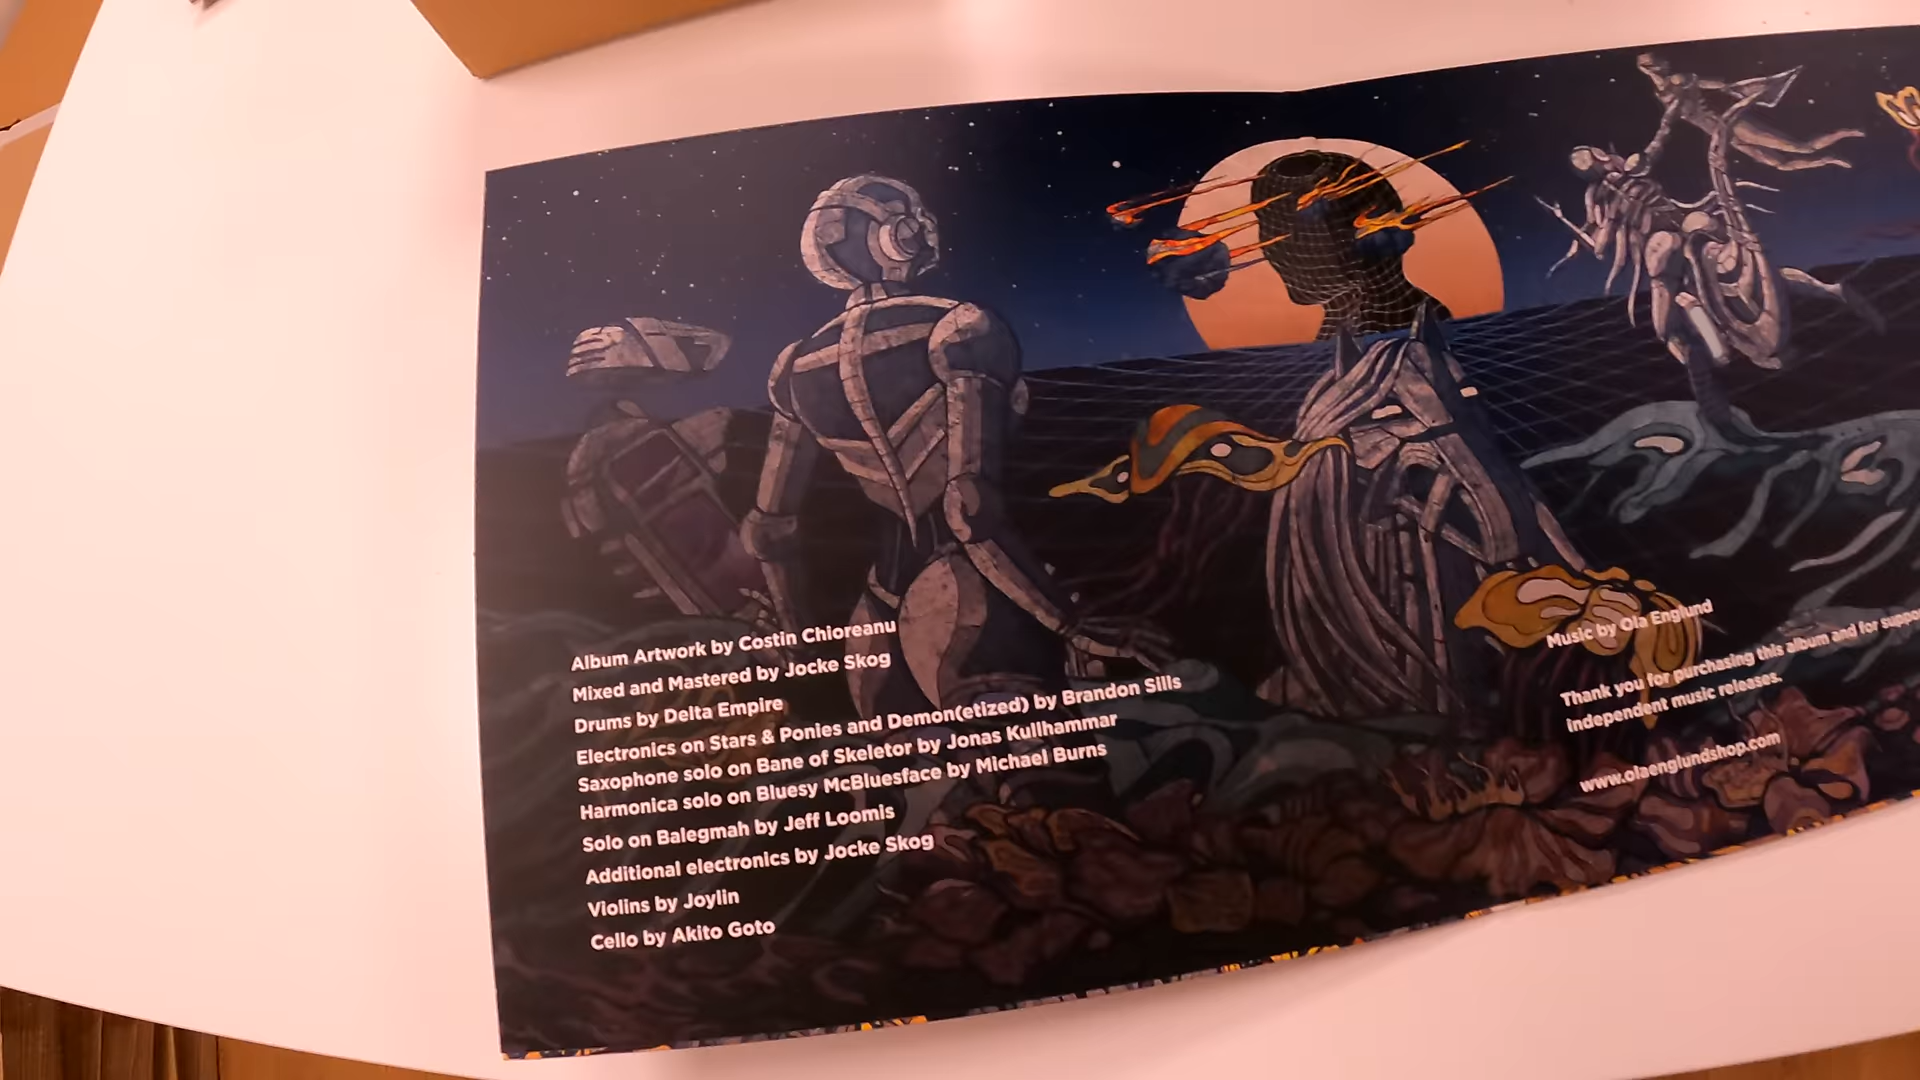 Album Artwork by Costin Chioreanu
Mixed and Mastered by Jocke Skog
Drums by Delta Empire
Electronics on Stars & Ponies and Demon(etized) by Brandon Sills
Saxophone solo on Bane of Skeletor by Jonas Kullhammar
Harmonica solo on Bluesy McBluesface by Michael Burns
Solo on Balegmah by Jeff Loomis
Additional electronics by Jocke Skog
Violins by Joylin
Cello by Akito Goto
Music by Ola Englund
Thank you for purchasing this album and for
independent music releases.
www.olaenglundshop.com